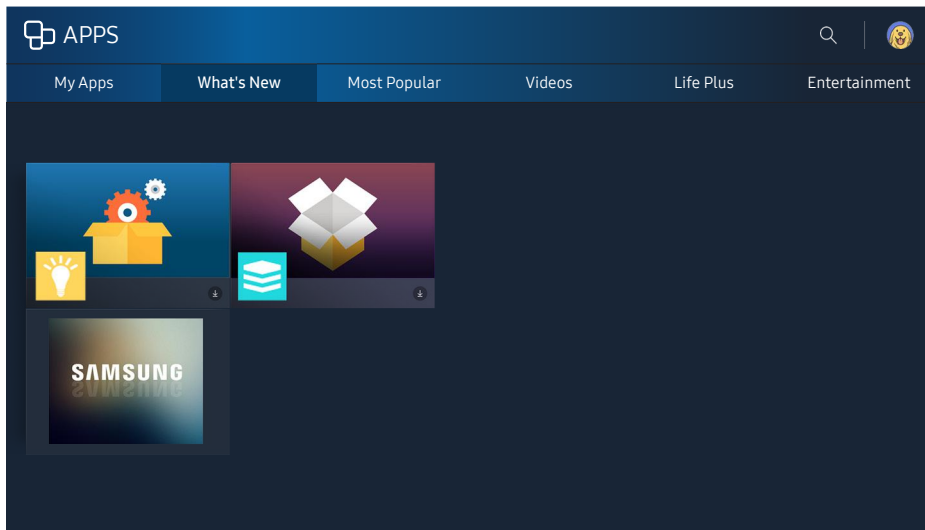 APPS
My Apps
What's New
Most Popular
Videos
Life Plus
Entertainment
SAMSUNG